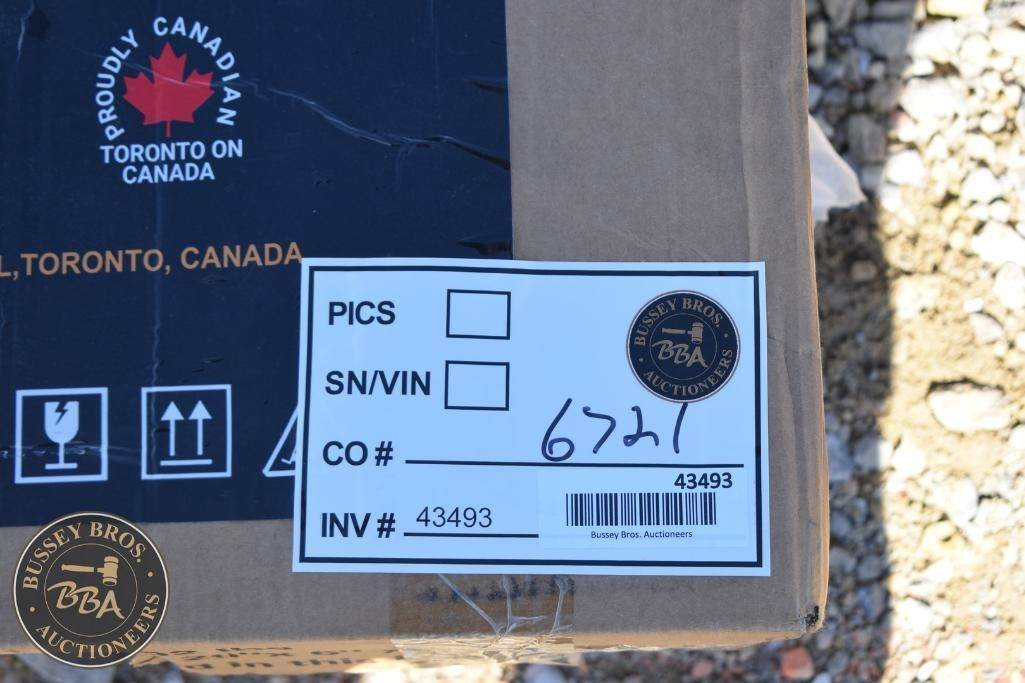 PROUDLY CANADIAN
TORONTO ON
CANADA
L,TORONTO, CANADA
PICS
SN/VIN
CO # 6721
INV # 43493
BUSSEY BROS.
BBA
AUCTIONEERS
43493
Bussey Bros. Auctioneers
BUSSEY BROS.
BBA
AUCTIONEERS